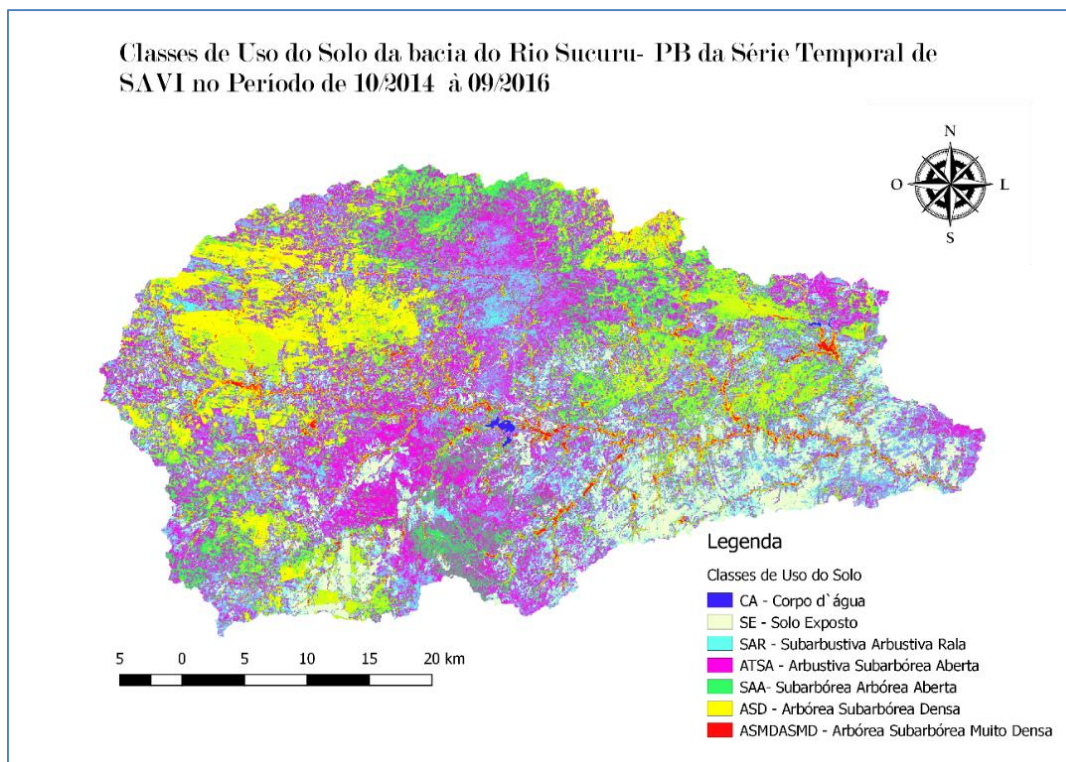 Classes de Uso do Solo da bacia do Rio Sucuru- PB da Série Temporal de
SAVI no Período de 10/2014 à 09/2016
N
O L
S
Legenda
Classes de Uso do Solo
CA - Corpo d`água
SE - Solo Exposto
SAR - Subarbustiva Arbustiva Rala
ATSA - Arbustiva Subarbórea Aberta
SAA- Subarbórea Arbórea Aberta
ASD - Arbórea Subarbórea Densa
ASMDASMD - Arbórea Subarbórea Muito Densa
5 0 5 10 15 20 km